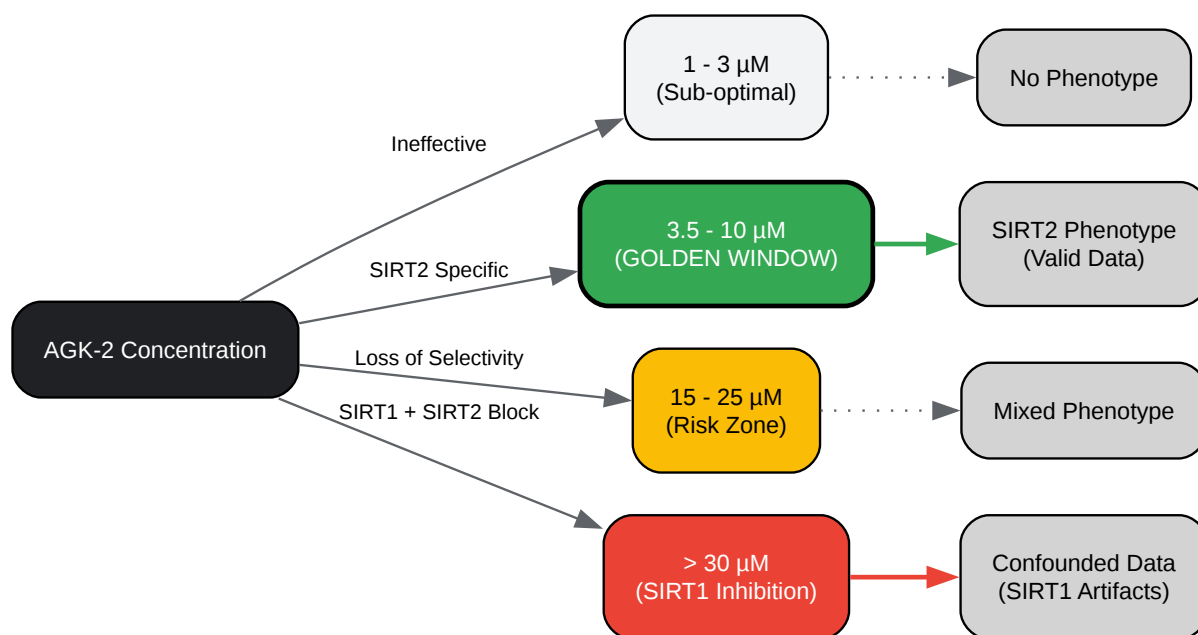 1 - 3 µM
(Sub-optimal)
No Phenotype
Ineffective
3.5 - 10 µM
(GOLDEN WINDOW)
SIRT2 Phenotype
(Valid Data)
SIRT2 Specific
AGK-2 Concentration
Loss of Selectivity
15 - 25 µM
(Risk Zone)
Mixed Phenotype
SIRT1 + SIRT2 Block
> 30 µM
(SIRT1 Inhibition)
Confounded Data
(SIRT1 Artifacts)